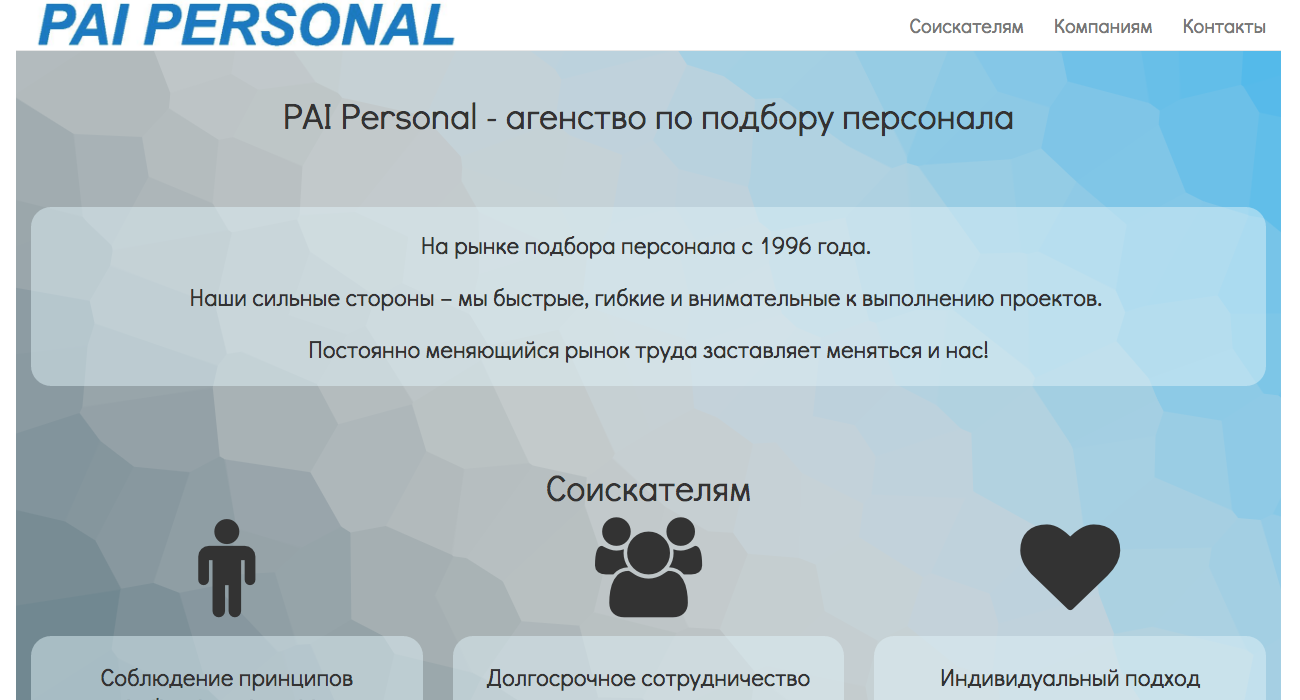 PAI PERSONAL
Соискателям Компаниям Контакты
PAI Personal - агенство по подбору персонала
На рынке подбора персонала с 1996 года.
Наши сильные стороны – мы быстрые, гибкие и внимательные к выполнению проектов.
Постоянно меняющийся рынок труда заставляет меняться и нас!
Соискателям
Соблюдение принципов
Долгосрочное сотрудничество
Индивидуальный подход